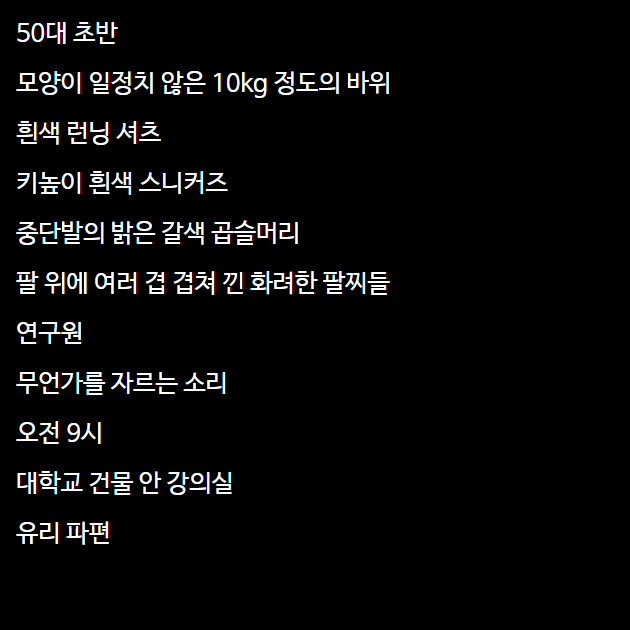 50대 초반
모양이 일정치 않은 10kg 정도의 바위
흰색 런닝 셔츠
키높이 흰색 스니커즈
중단발의 밝은 갈색 곱슬머리
팔 위에 여러 겹 겹쳐 낀 화려한 팔찌들
연구원
무언가를 자르는 소리
오전 9시
대학교 건물 안 강의실
유리 파편